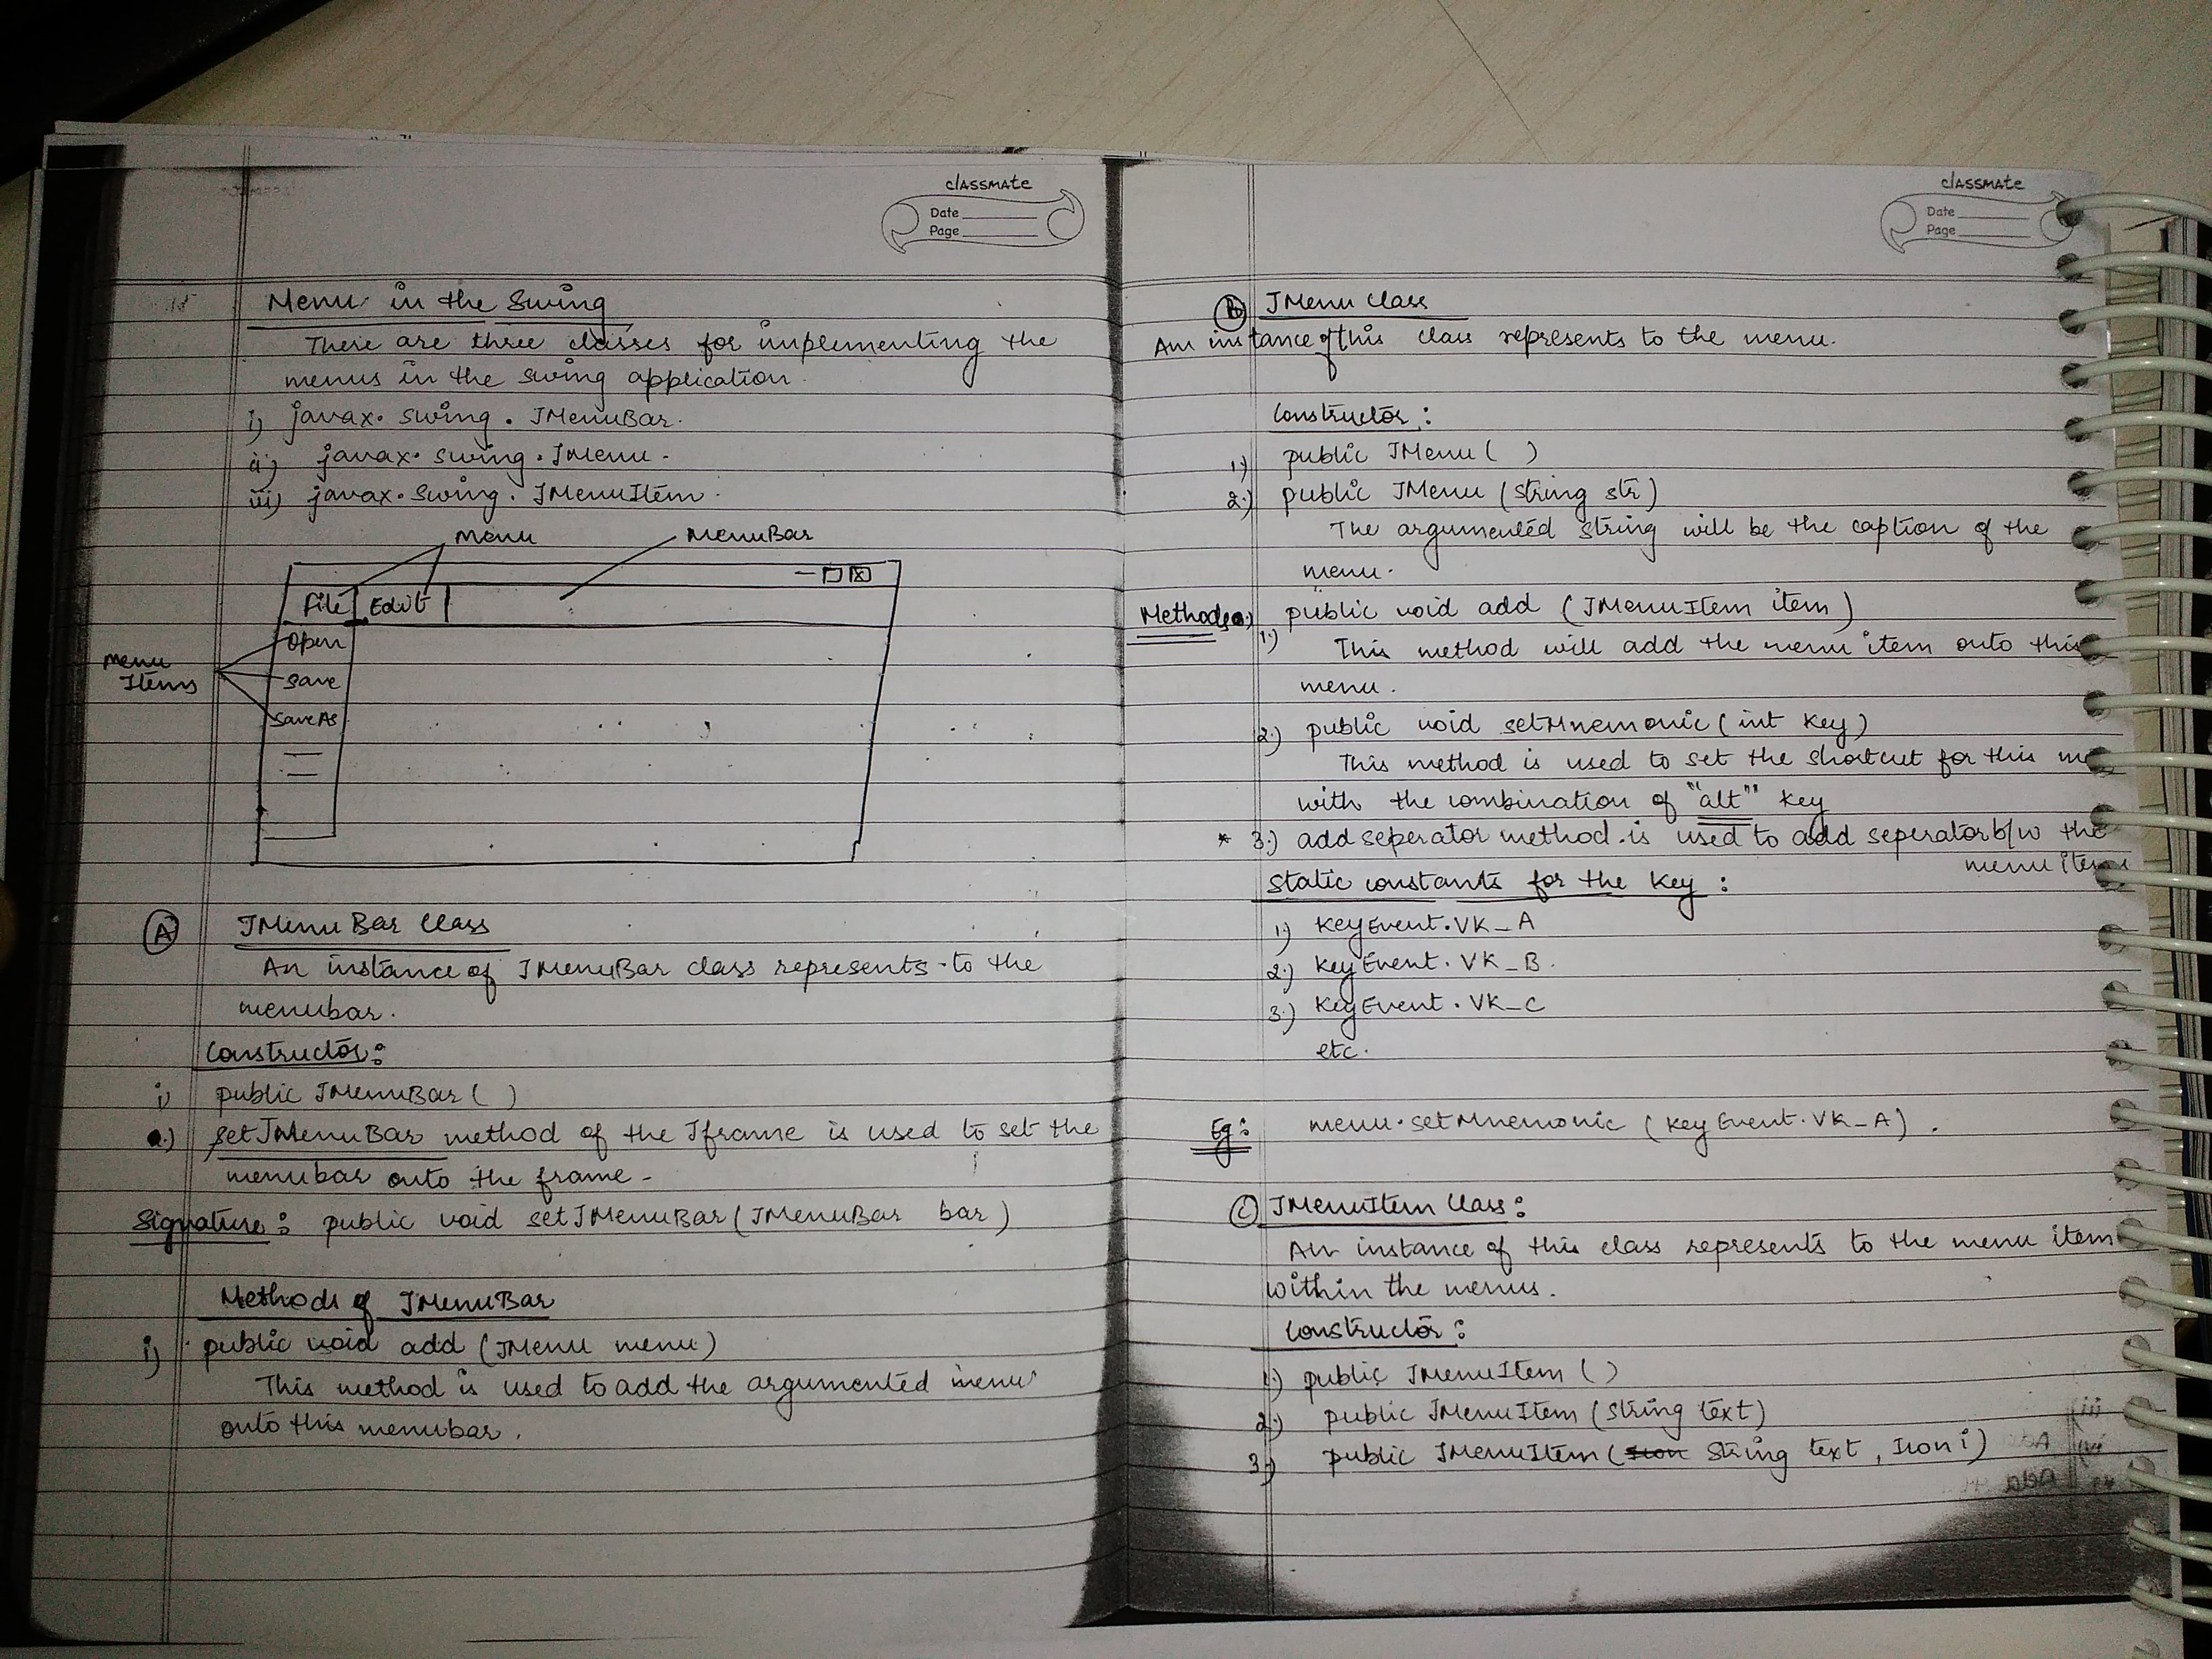 classmate
Date
Page
Menu in the Swing
There are three classes for implementing the
menus in the swing application.
i) javax.swing.JMenuBar.
ii) javax.swing.JMenu.
iii) javax.swing.JMenuItem.
Menu
MenuBar
File Edit
Open
Save
SaveAs
Menu
Items
A JMenuBar Class
An instance of JMenuBar class represents to the
menubar.
Constructor:
i) public JMenuBar( )
setJMenuBar method of the Jframe is used to set the
menubar onto the frame.
Signature: public void setJMenuBar(JMenuBar bar)
Methods of JMenuBar
i) public void add (JMenu menu)
This method is used to add the argumented menu
onto this menubar.
classmate
Date
Page
B JMenu Class
An instance of this class represents to the menu.
Constructor:
1.) public JMenu( )
2.) public JMenu (String str)
The argumented string will be the caption of the
menu.
Methods
1.) public void add (JMenuItem item)
This method will add the menu item onto this
menu.
2.) public void setMnemonic(int key)
This method is used to set the shortcut for this
with the combination of "alt" key
* 3.) add seperator method is used to add seperator b/w the
menu item
Static constants for the key:
1.) KeyEvent.VK_A
2.) KeyEvent.VK_B.
3.) KeyEvent.VK_C
etc.
Eg: menu.setMnemonic (KeyEvent.VK_A).
C JMenuItem Class:
An instance of this class represents to the menu item
within the menus.
Constructor:
1.) public JMenuItem ( )
2.) public JMenuItem (String text)
3.) public JMenuItem ( String text, Icon i)